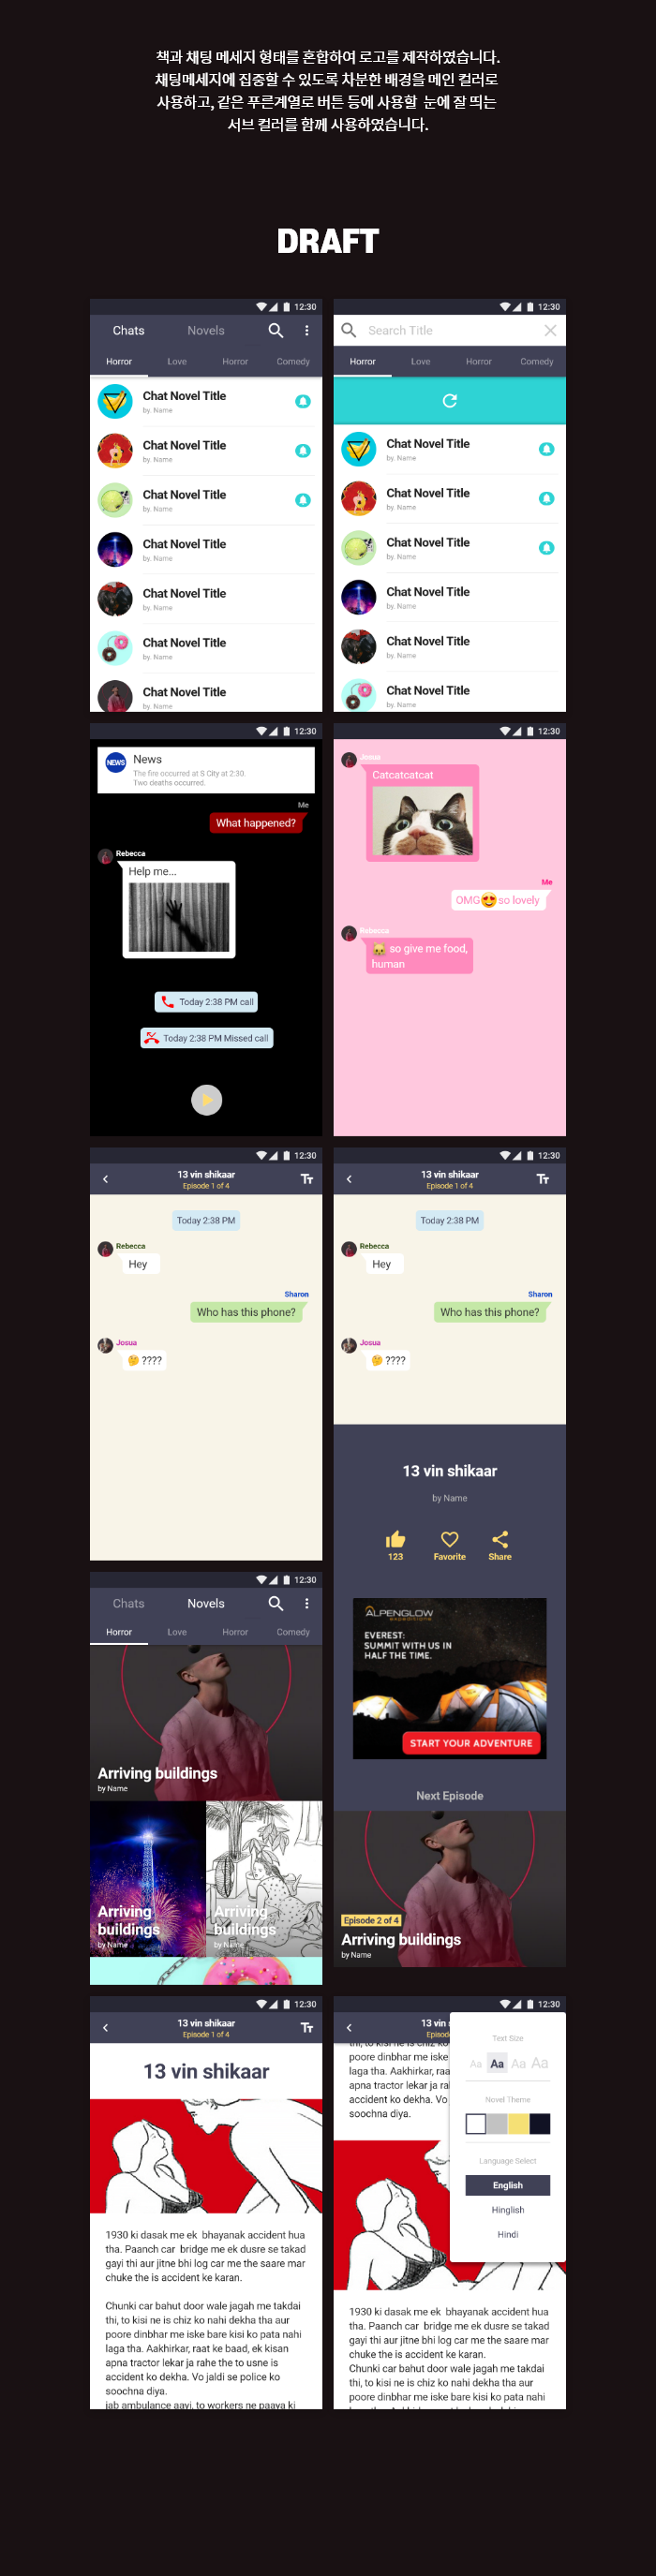 책과 채팅 메세지 형태를 혼합하여 로고를 제작하였습니다.
채팅메세지에 집중할 수 있도록 차분한 배경을 메인 컬러로
사용하고, 같은 푸른계열로 버튼 등에 사용할 눈에 잘 띄는
서브 컬러를 함께 사용하였습니다.
DRAFT
12:30
Chats Novels
Horror Love Horror Comedy
Chat Novel Title
by. Name
Chat Novel Title
by. Name
Chat Novel Title
by. Name
Chat Novel Title
by. Name
Chat Novel Title
by. Name
Chat Novel Title
by. Name
Chat Novel Title
by. Name
12:30
Search Title
Horror Love Horror Comedy
Chat Novel Title
by. Name
Chat Novel Title
by. Name
Chat Novel Title
by. Name
Chat Novel Title
by. Name
Chat Novel Title
by. Name
Chat Novel Title
by. Name
12:30
NEWS
News
The fire occurred at S.City at 2:30.
Two deaths occurred.
Me
What happened?
Rebecca
Help me...
Today 2:38 PM call
Today 2:38 PM Missed call
12:30
Josua
Catcatcatcat
Me
OMG😍so lovely
Rebecca
😸 so give me food,
human
12:30
13 vin shikaar
Episode 1 of 4
Today 2:38 PM
Rebecca
Hey
Sharon
Who has this phone?
Josua
🤔 ????
12:30
13 vin shikaar
Episode 1 of 4
Today 2:38 PM
Rebecca
Hey
Sharon
Who has this phone?
Josua
🤔 ????
13 vin shikaar
by Name
123 Favorite Share
ALPENGLOW
expeditions
EVEREST:
SUMMIT WITH US IN
HALF THE TIME.
START YOUR ADVENTURE
Next Episode
Episode 2 of 4
Arriving buildings
by Name
12:30
Chats Novels
Horror Love Horror Comedy
Arriving buildings
by Name
Arriving
buildings
by Name
Arriving
buildings
by Name
12:30
13 vin shikaar
Episode 1 of 4
13 vin shikaar
1930 ki dasak me ek bhayanak accident hua
tha. Paanch car bridge me ek dusre se takad
gayi thi aur jitne bhi log car me the saare mar
chuke the is accident ke karan.
Chunki car bahut door wale jagah me takdai
thi, to kisi ne is chiz ko nahi dekha tha aur
poore dinbhar me iske bare kisi ko pata nahi
laga tha. Aakhirkar, raat ke baad, ek kisan
apna tractor lekar ja rahe the to usne is
accident ko dekha. Vo jaldi se police ko
soochna diya.
jab ambulance aayi, to workers ne paaya ki
12:30
13 vin
Episode
thi, to kisi ne is chiz ko
poore dinbhar me iske
laga tha. Aakhirkar, raa
apna tractor lekar ja ra
accident ko dekha. Vo
soochna diya.
Text Size
Aa Aa Aa Aa
Novel Theme
Language Select
English
Hinglish
Hindi
1930 ki dasak me ek bhayanak accident hua
tha. Paanch car bridge me ek dusre se takad
gayi thi aur jitne bhi log car me the saare mar
chuke the is accident ke karan.
Chunki car bahut door wale jagah me takdai
thi, to kisi ne is chiz ko nahi dekha tha aur
poore dinbhar me iske bare kisi ko pata nahi